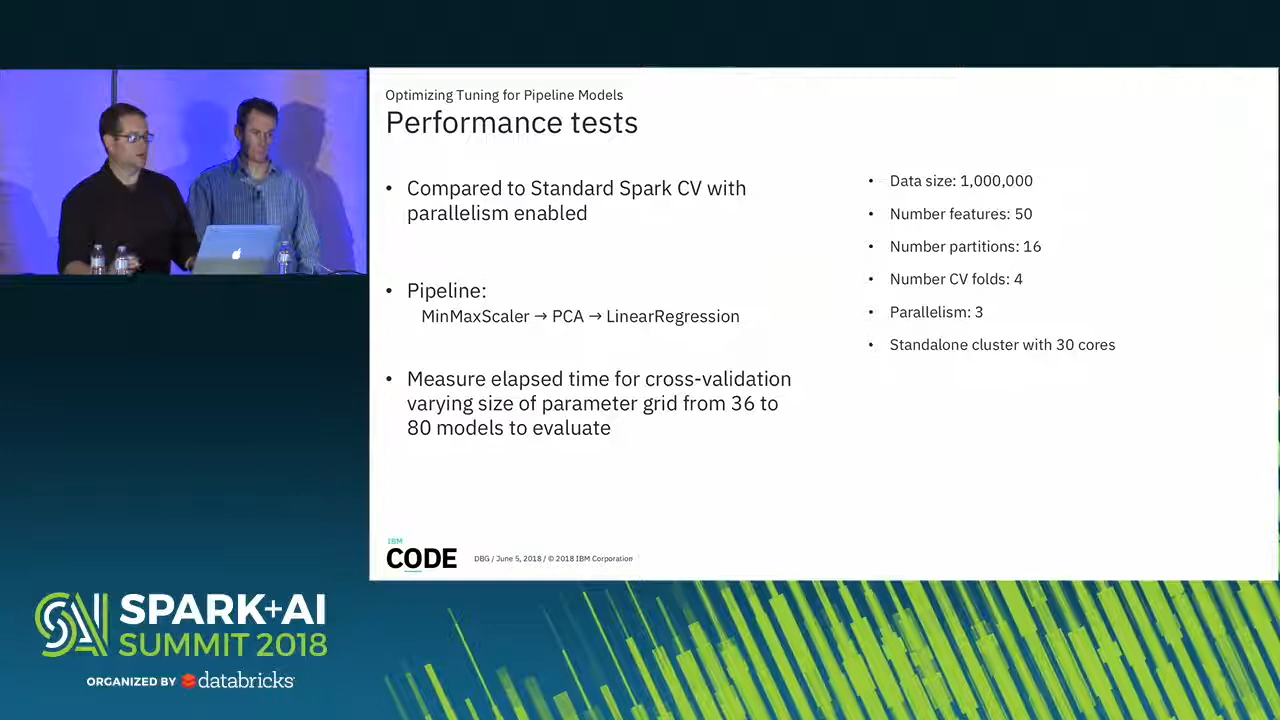 Optimizing Tuning for Pipeline Models
Performance tests
• Compared to Standard Spark CV with
parallelism enabled
• Pipeline:
MinMaxScaler → PCA → LinearRegression
• Measure elapsed time for cross-validation
varying size of parameter grid from 36 to
80 models to evaluate
• Data size: 1,000,000
• Number features: 50
• Number partitions: 16
• Number CV folds: 4
• Parallelism: 3
• Standalone cluster with 30 cores
IBM
CODE
DBG / June 5, 2018 / © 2018 IBM Corporation
SAI
SPARK+AI
SUMMIT 2018
ORGANIZED BY databricks